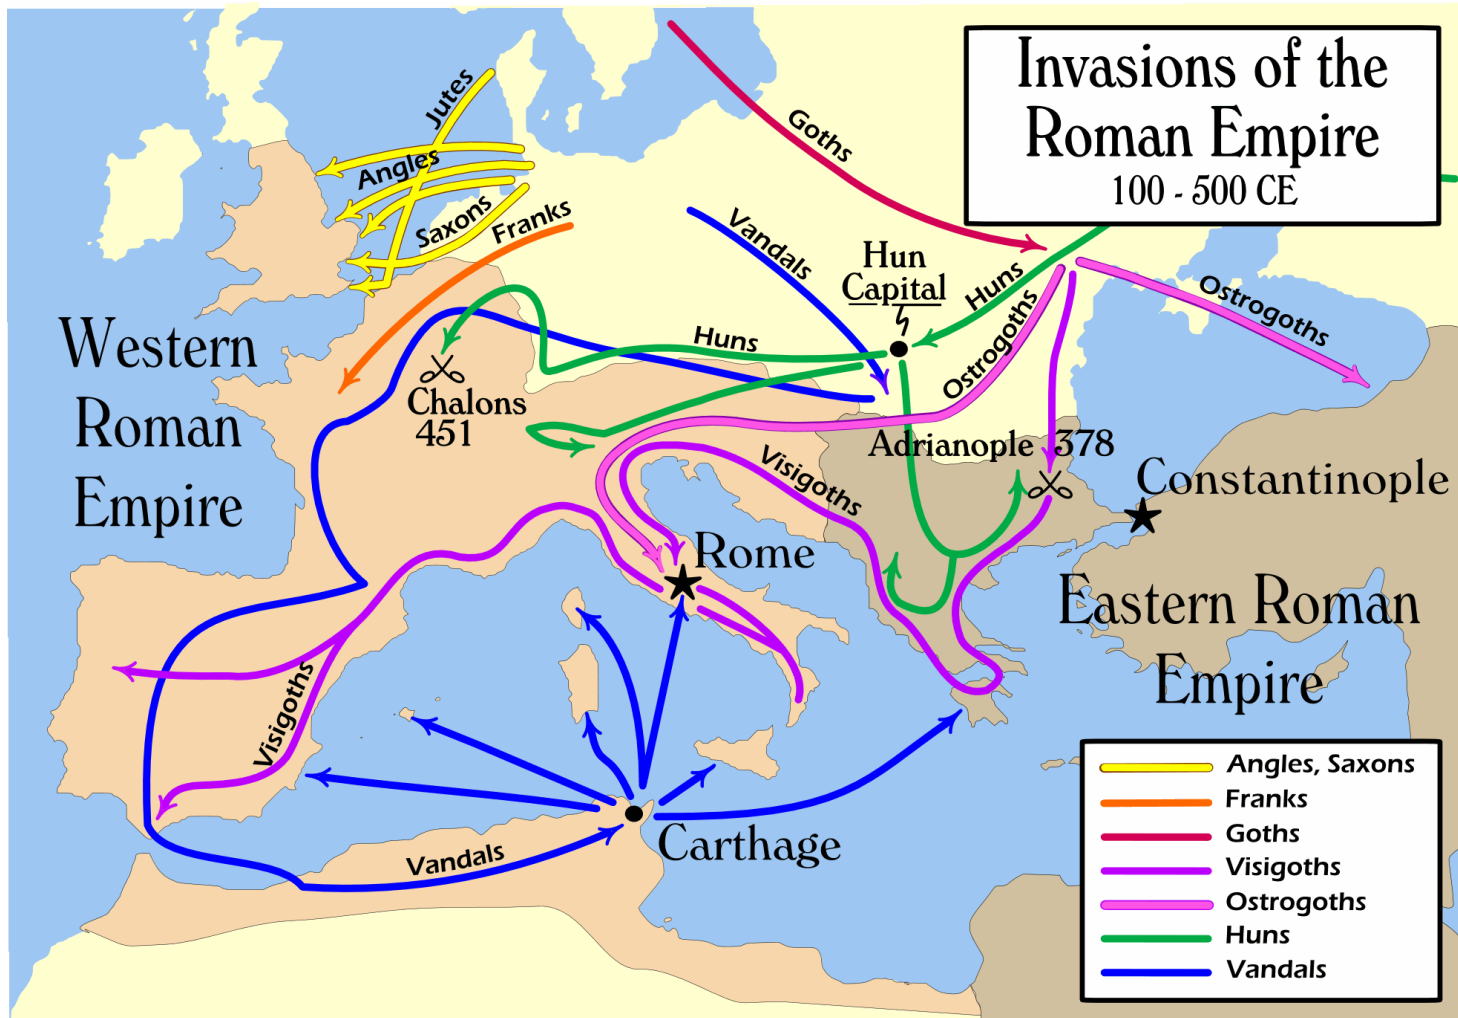 Invasions of the
Roman Empire
100 - 500 CE
Jutes
Angles
Saxons
Franks
Goths
Vandals
Hun
Capital
Huns
Ostrogoths
Ostrogoths
Huns
Western
Roman
Empire
Chalons
451
Adrianople 378
Visigoths
Constantinople
Rome
Eastern Roman
Empire
Visigoths
Carthage
Vandals
Angles, Saxons
Franks
Goths
Visigoths
Ostrogoths
Huns
Vandals